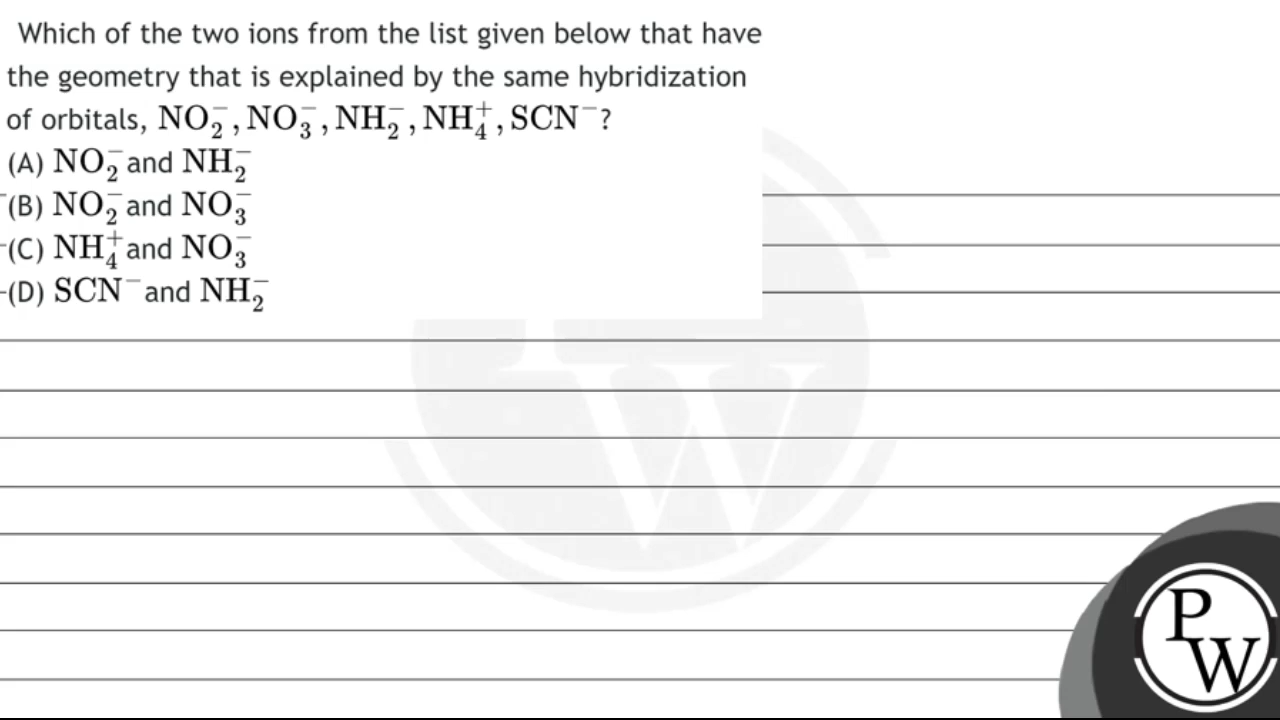 Which of the two ions from the list given below that have
the geometry that is explained by the same hybridization
of orbitals, NO₂⁻, NO₃⁻, NH₂⁻, NH₄⁺, SCN⁻?
(A) NO₂⁻ and NH₂⁻
(B) NO₂⁻ and NO₃⁻
(C) NH₄⁺ and NO₃⁻
(D) SCN⁻ and NH₂⁻
PW